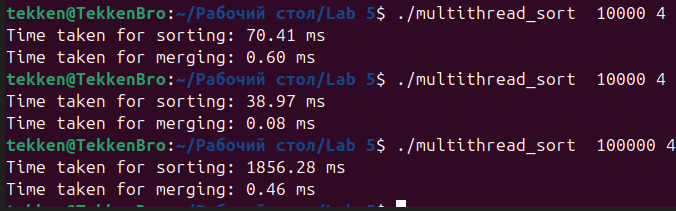 tekken@TekkenBro:~/Рабочий стол/Lab 5$ ./multithread_sort  10000 4
Time taken for sorting: 70.41 ms
Time taken for merging: 0.60 ms
tekken@TekkenBro:~/Рабочий стол/Lab 5$ ./multithread_sort  10000 4
Time taken for sorting: 38.97 ms
Time taken for merging: 0.08 ms
tekken@TekkenBro:~/Рабочий стол/Lab 5$ ./multithread_sort  100000 4
Time taken for sorting: 1856.28 ms
Time taken for merging: 0.46 ms
tekken@TekkenBro:~/Рабочий стол/Lab 5$